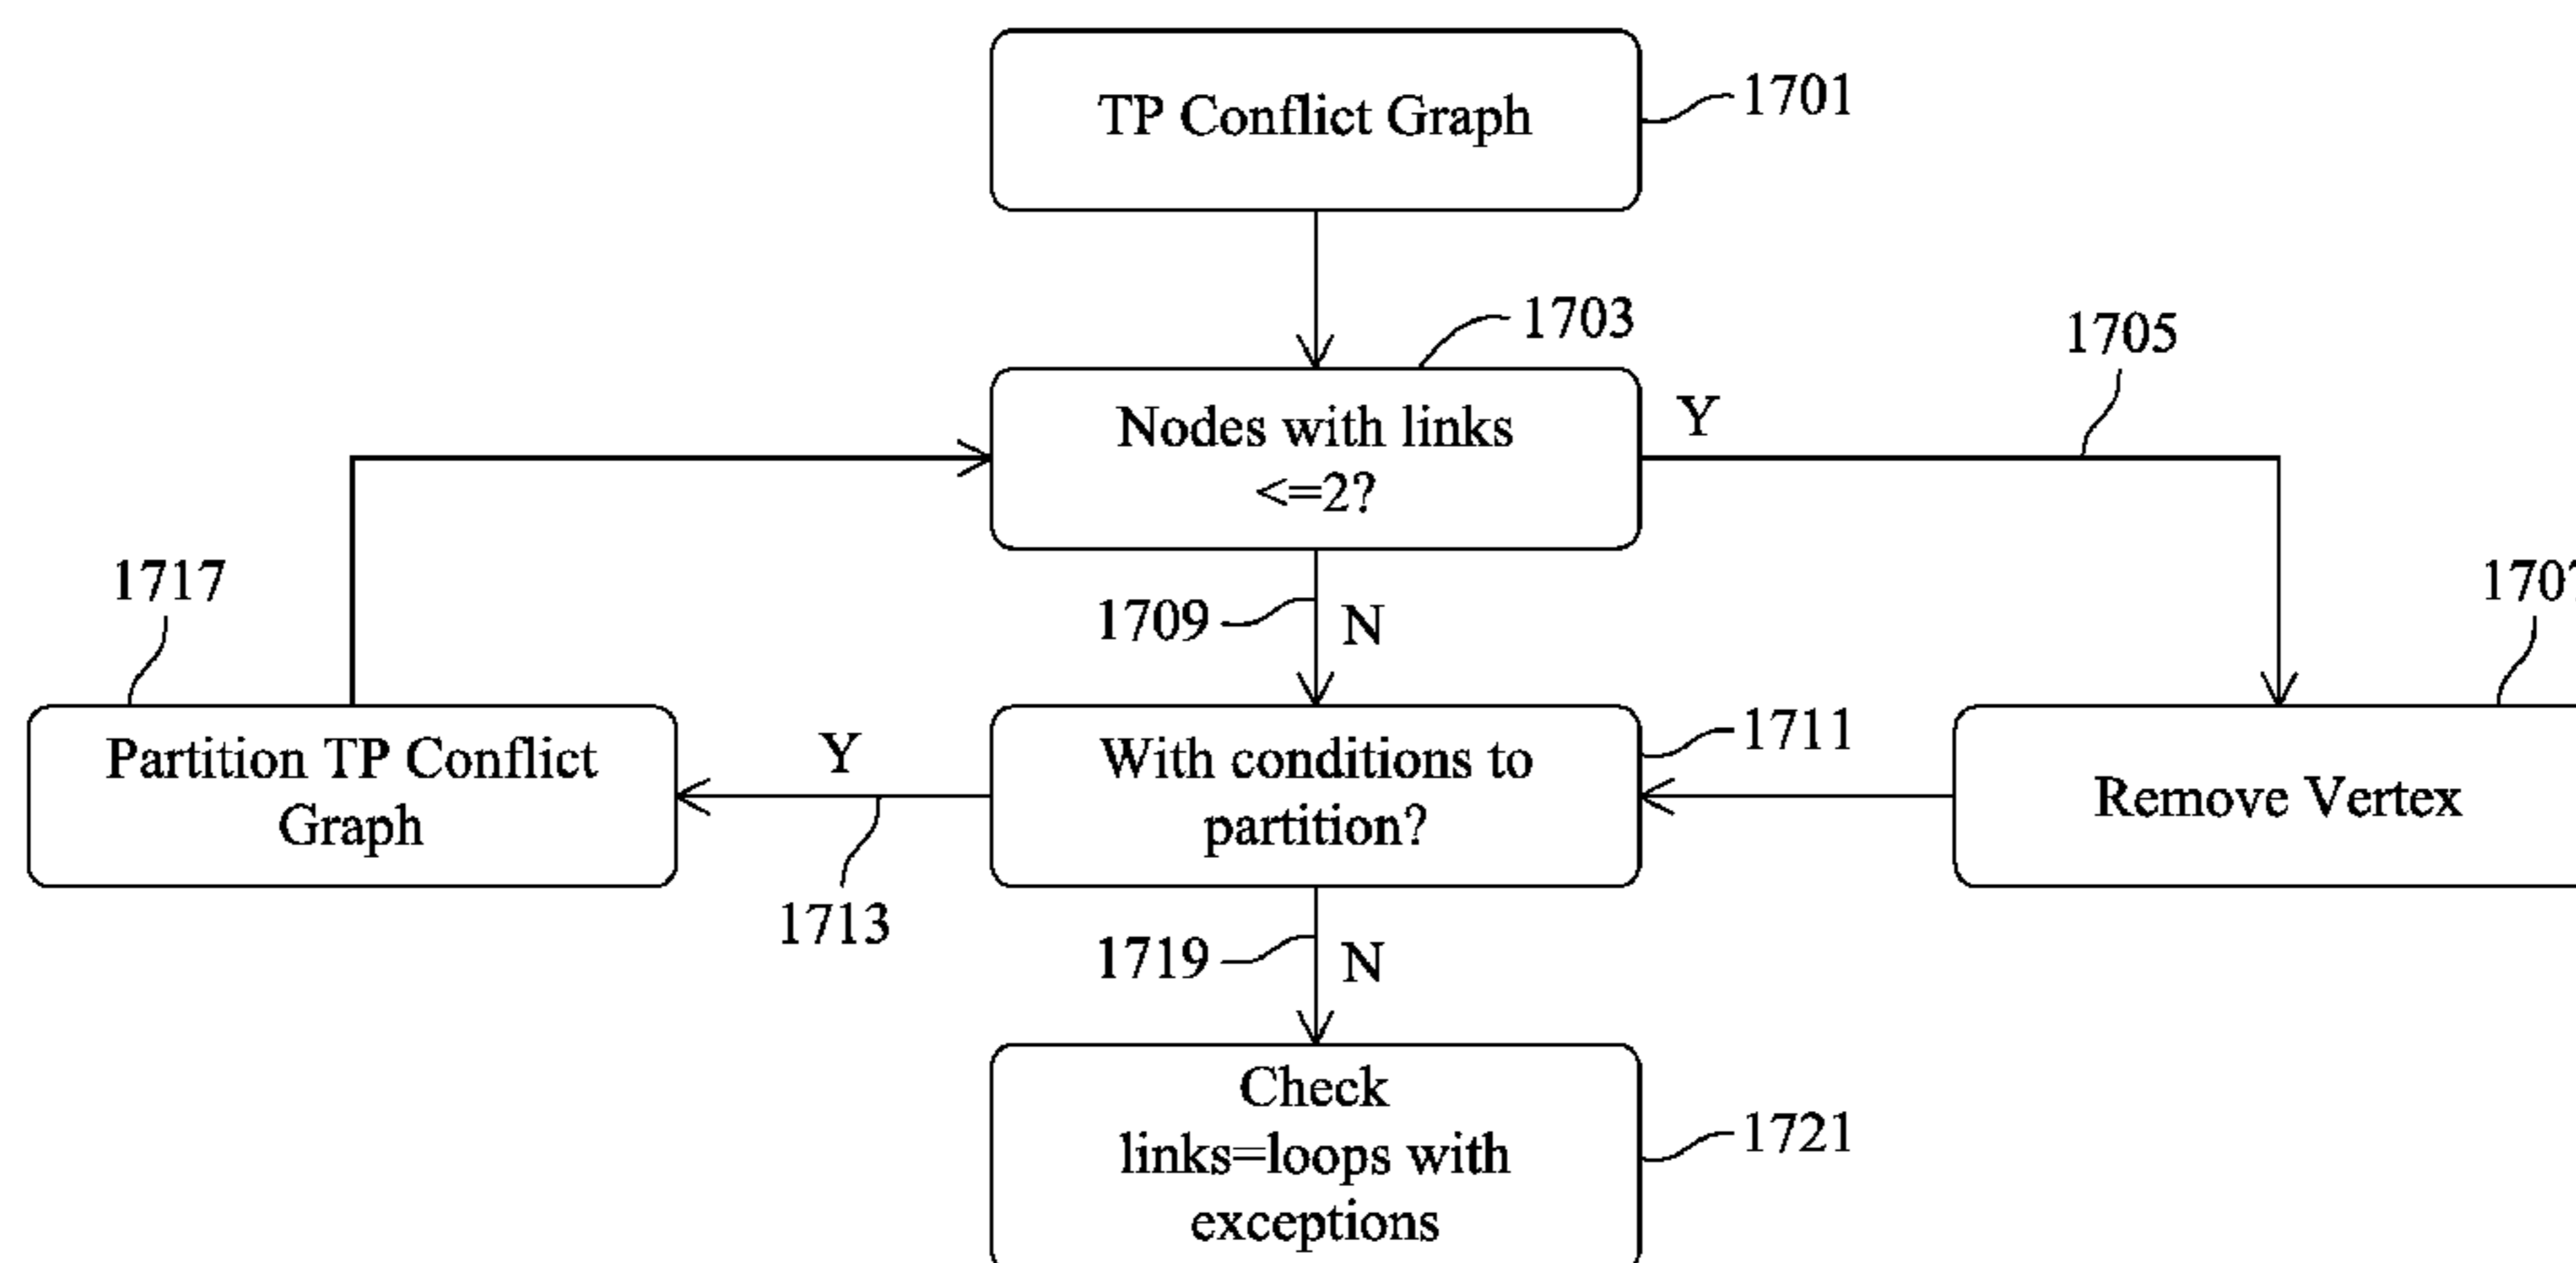 TP Conflict Graph
1701
1703
Nodes with links
<=2?
Y
1705
1709
N
1707
1717
Partition TP Conflict
Graph
Y
1713
With conditions to
partition?
1711
Remove Vertex
1719
N
Check
links=loops with
exceptions
1721